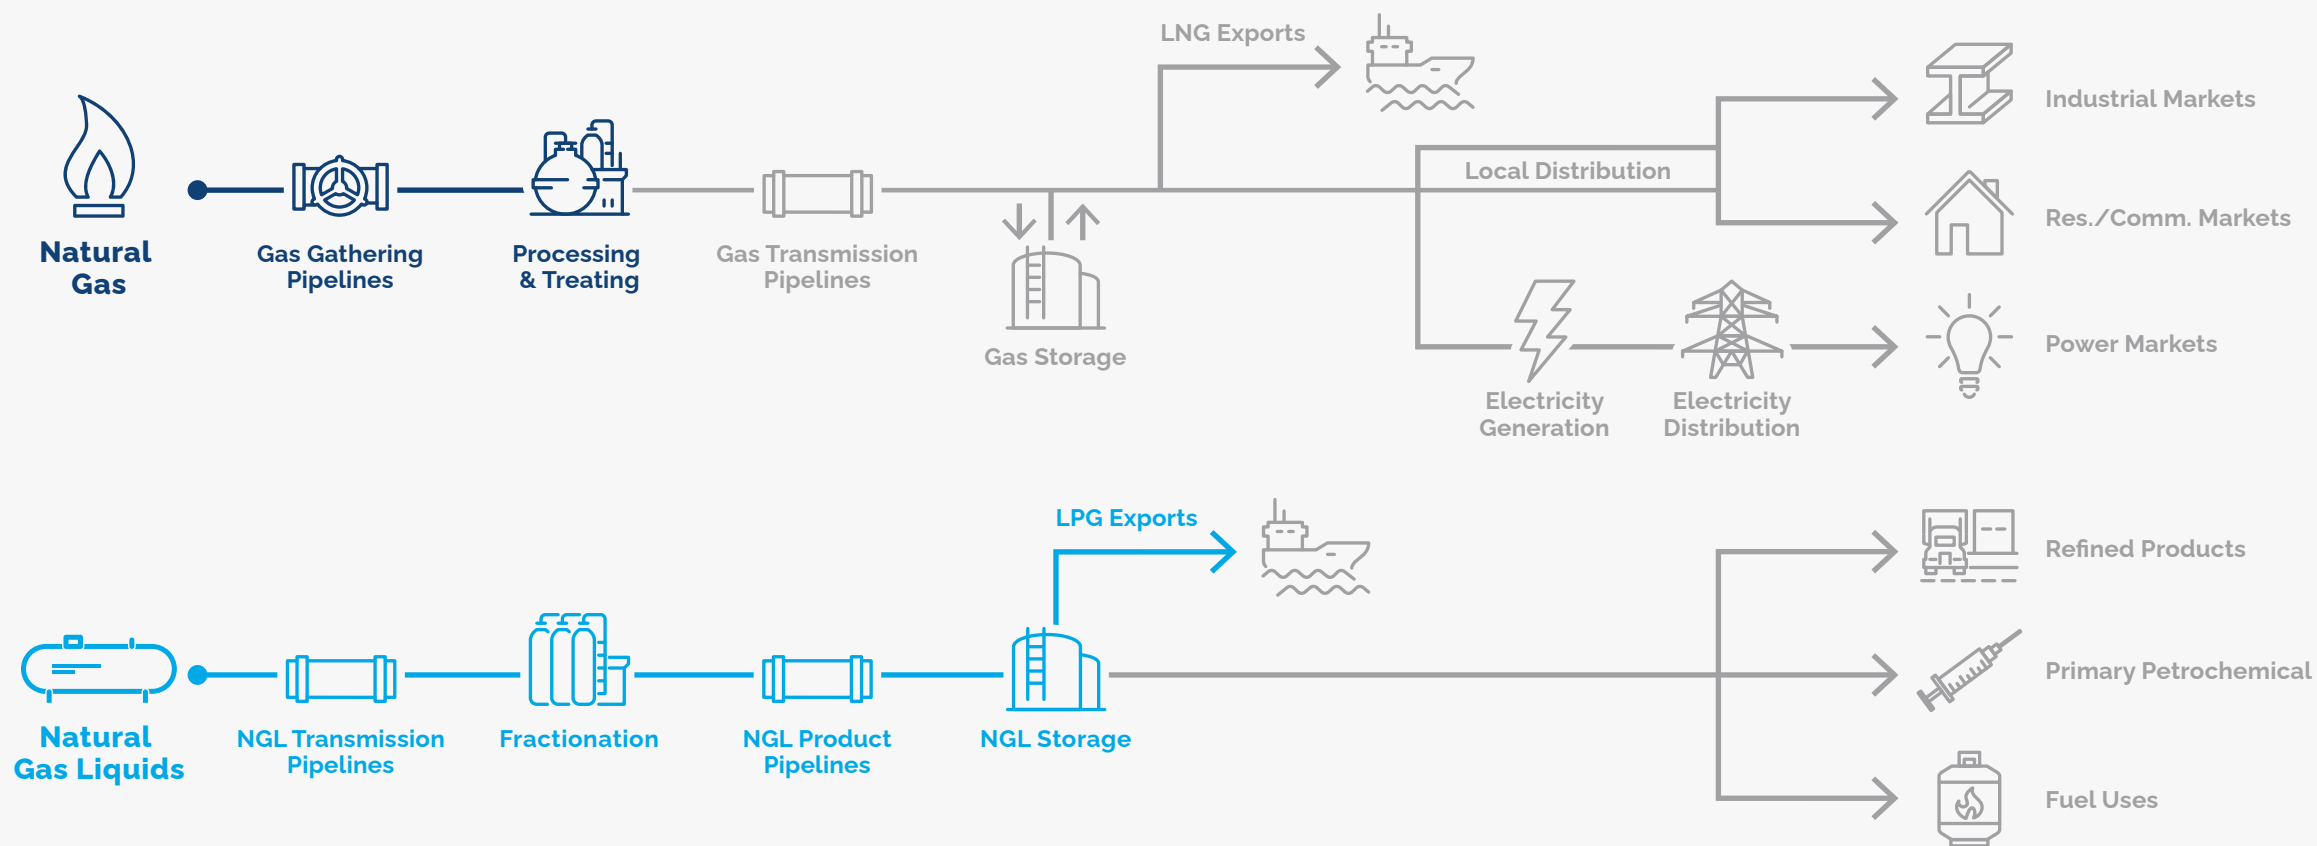 LNG Exports
Industrial Markets
Local Distribution
Res./Comm. Markets
Natural
Gas
Gas Gathering
Pipelines
Processing
& Treating
Gas Transmission
Pipelines
Gas Storage
Power Markets
Electricity
Generation
Electricity
Distribution
LPG Exports
Refined Products
Primary Petrochemical
Natural
Gas Liquids
NGL Transmission
Pipelines
Fractionation
NGL Product
Pipelines
NGL Storage
Fuel Uses